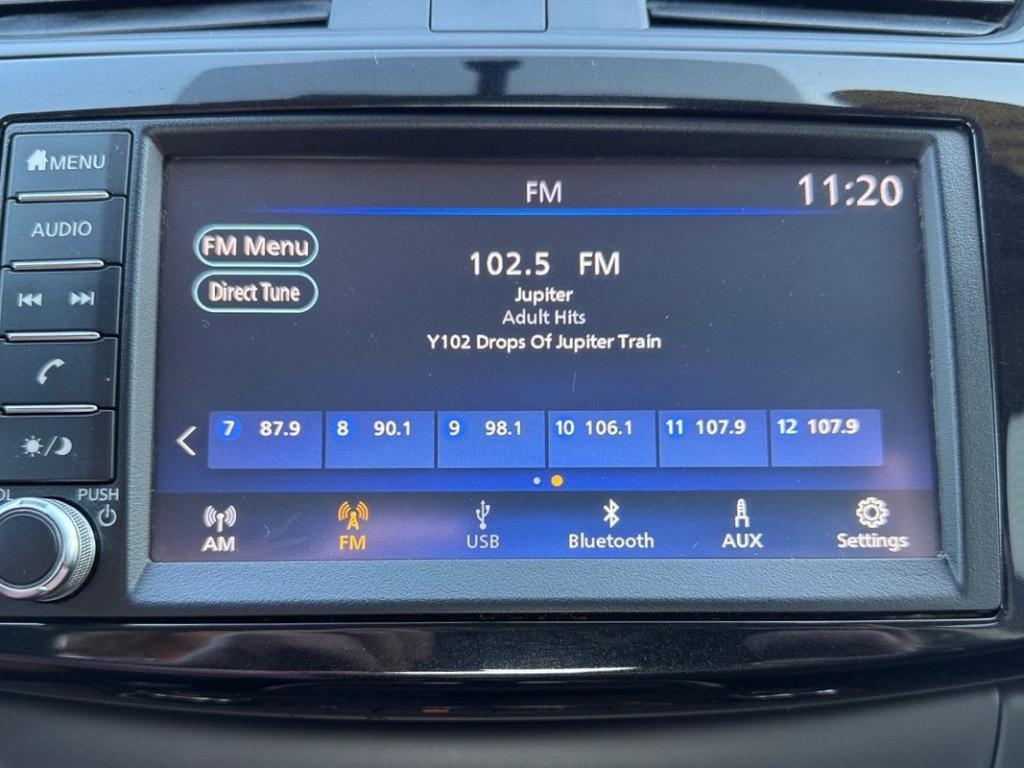 MENU
AUDIO
PUSH
FM
11:20
FM Menu
Direct Tune
102.5 FM
Jupiter
Adult Hits
Y102 Drops Of Jupiter Train
7 87.9 8 90.1 9 98.1 10 106.1 11 107.9 12 107.9
AM FM USB Bluetooth AUX Settings